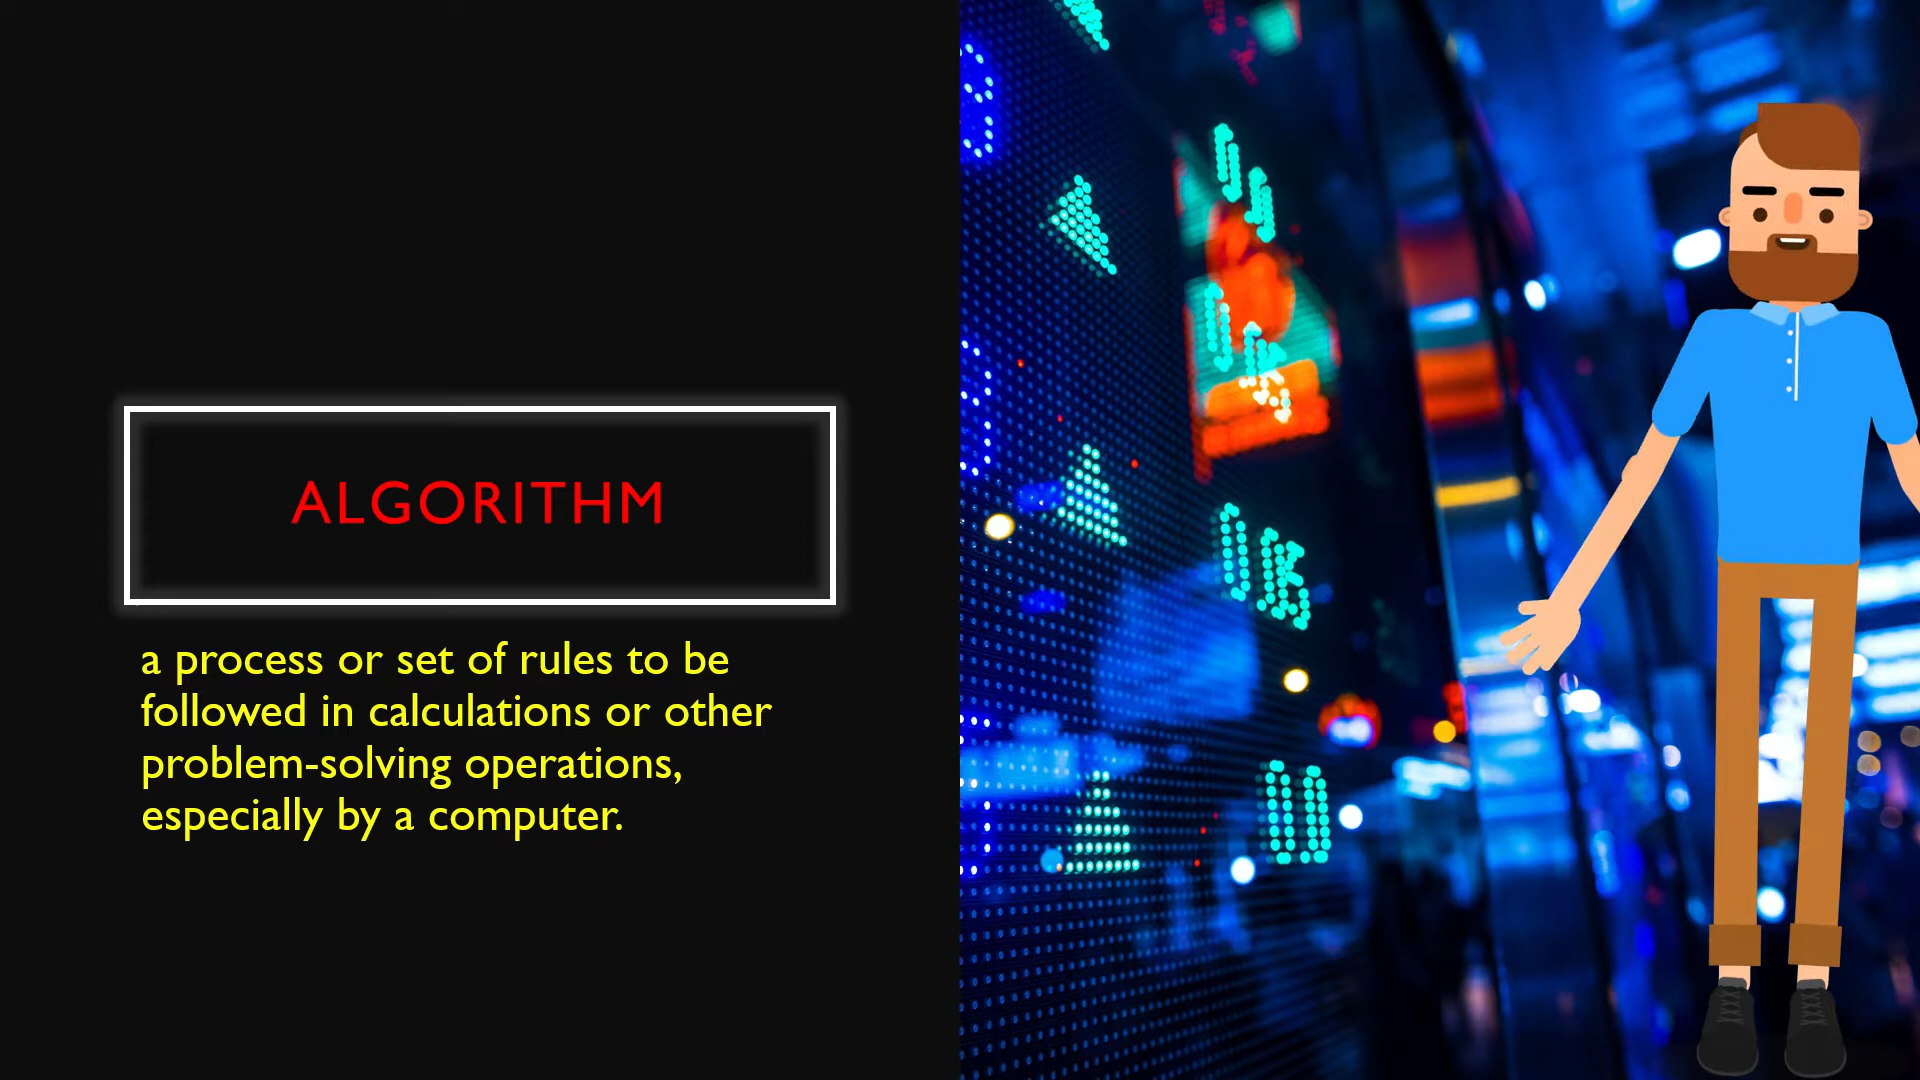 ALGORITHM
a process or set of rules to be
followed in calculations or other
problem-solving operations,
especially by a computer.